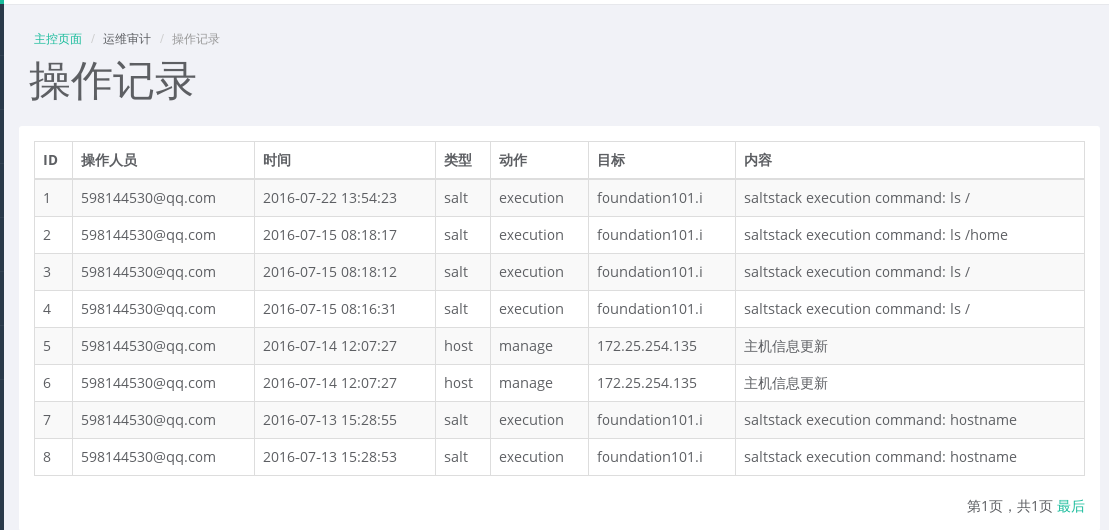 主控页面 / 运维审计 / 操作记录
操作记录
ID 操作人员 时间 类型 动作 目标 内容
1 598144530@qq.com 2016-07-22 13:54:23 salt execution foundation101.i saltstack execution command: ls /
2 598144530@qq.com 2016-07-15 08:18:17 salt execution foundation101.i saltstack execution command: ls /home
3 598144530@qq.com 2016-07-15 08:18:12 salt execution foundation101.i saltstack execution command: ls /
4 598144530@qq.com 2016-07-15 08:16:31 salt execution foundation101.i saltstack execution command: ls /
5 598144530@qq.com 2016-07-14 12:07:27 host manage 172.25.254.135 主机信息更新
6 598144530@qq.com 2016-07-14 12:07:27 host manage 172.25.254.135 主机信息更新
7 598144530@qq.com 2016-07-13 15:28:55 salt execution foundation101.i saltstack execution command: hostname
8 598144530@qq.com 2016-07-13 15:28:53 salt execution foundation101.i saltstack execution command: hostname
第1页，共1页 最后